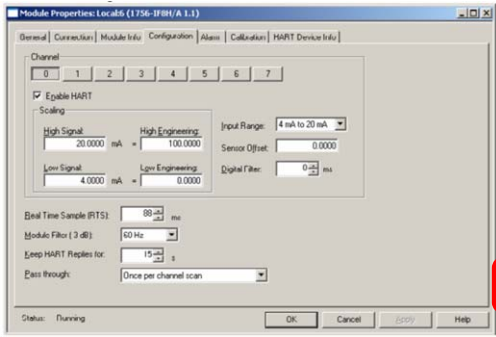 Module Properties: Local:6 (1756-IF8H/A 1.1)
General Connection Module Info Configuration Alarm Calibration HART Device Info
Channel
0 1 2 3 4 5 6 7
Enable HART
Scaling
High Signal: High Engineering:
20.0000 mA = 100.0000
Low Signal: Low Engineering:
4.0000 mA = 0.0000
Input Range: 4 mA to 20 mA
Sensor Offset: 0.0000
Digital Filter: 0 ms
Real Time Sample (RTS): 88 ms
Module Filter (3 dB): 60 Hz
Keep HART Replies for: 15 s
Pass through: Once per channel scan
Status: Running OK Cancel Apply Help